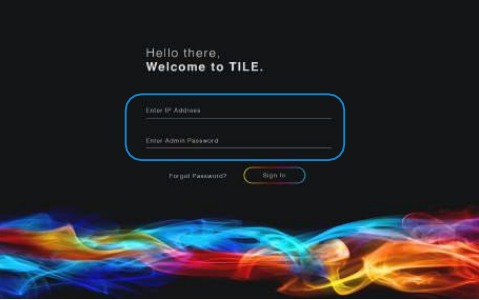 Hello there,
Welcome to TILE.
Enter IP Address
Enter Admin Password
Forgot Password?
Sign In